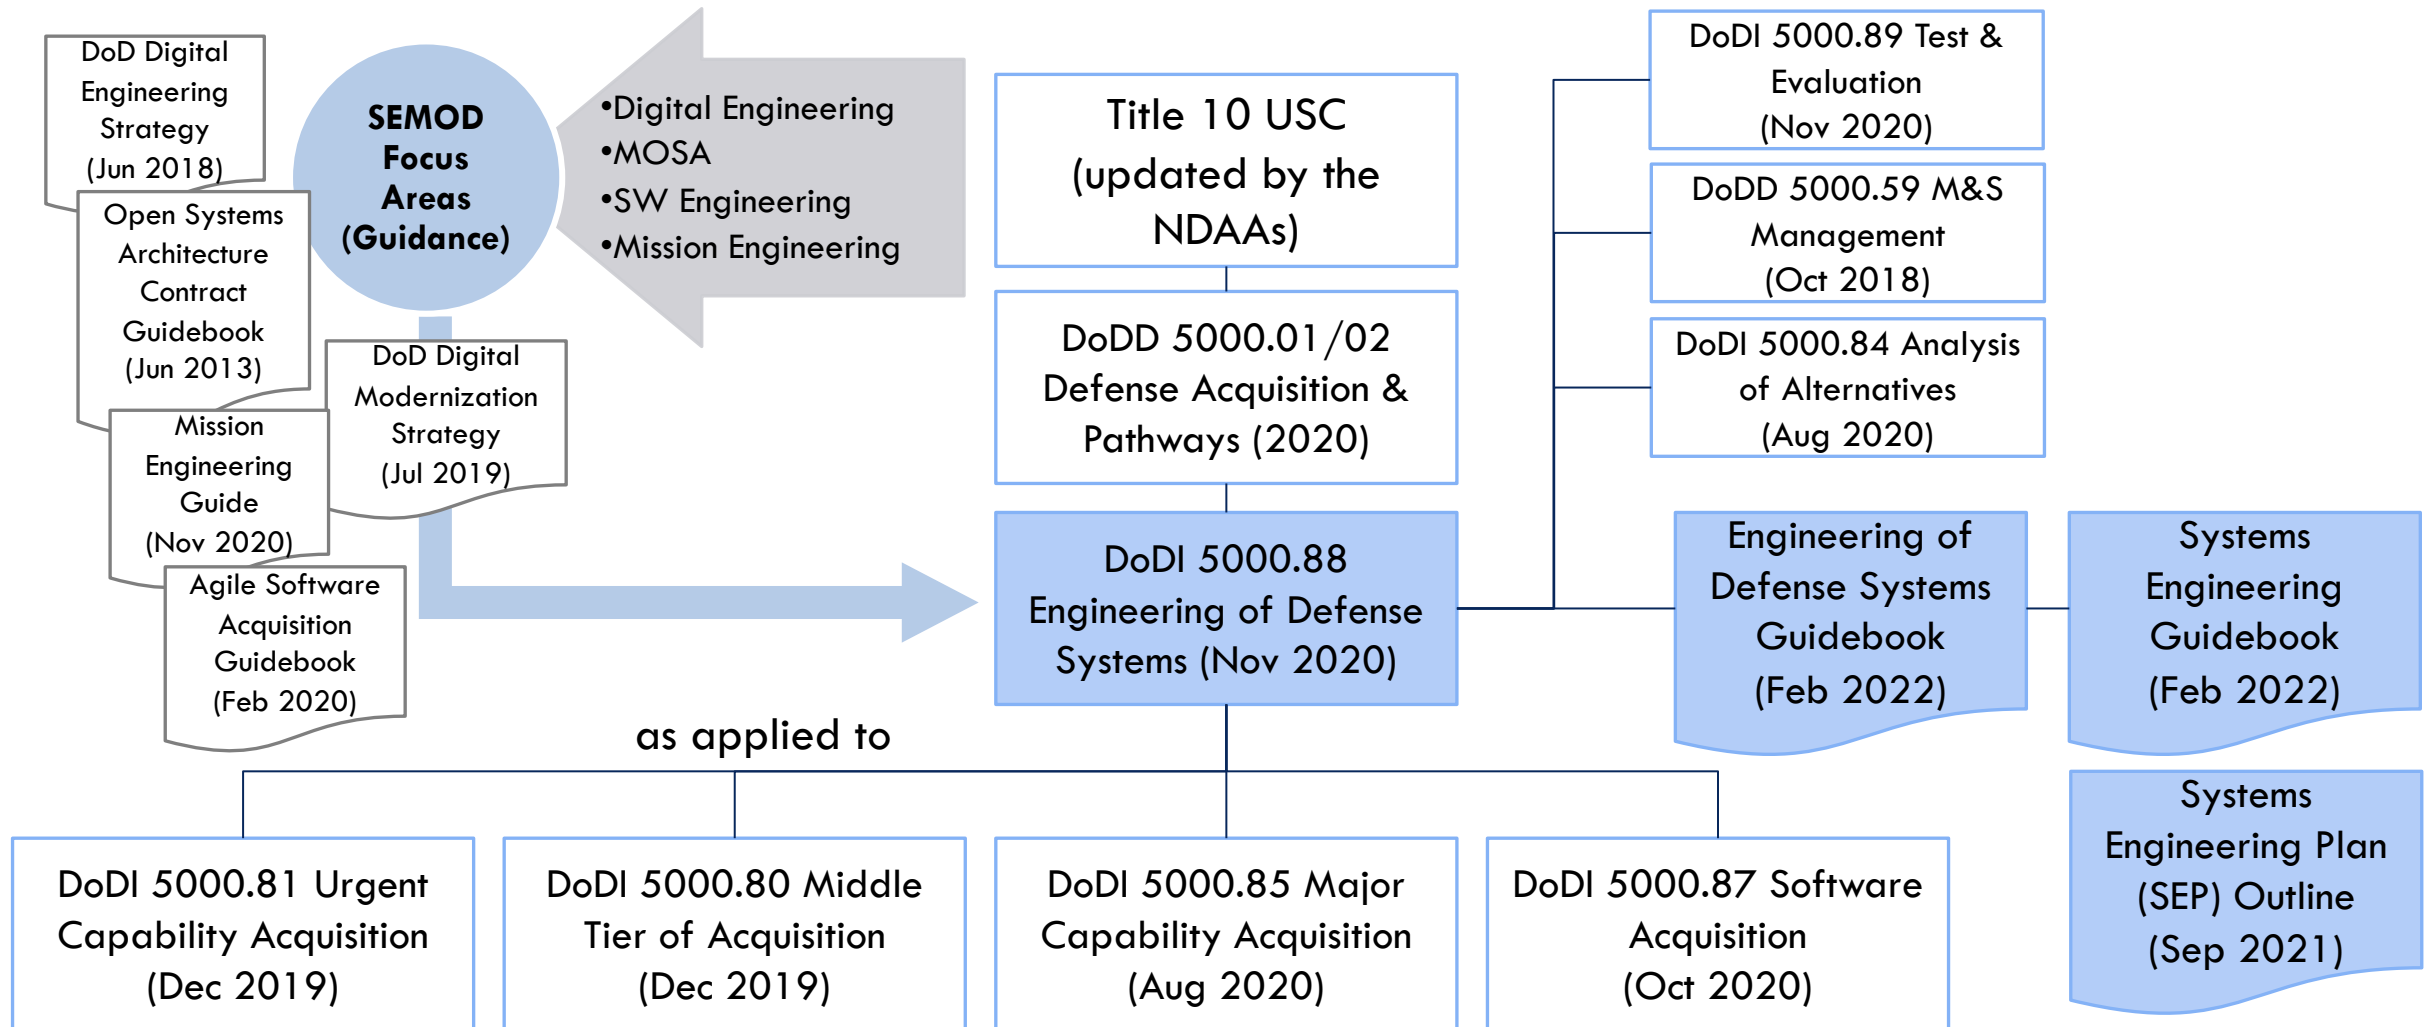 DoD Digital
Engineering
Strategy
(Jun 2018)
Open Systems
Architecture
Contract
Guidebook
(Jun 2013)
Mission
Engineering
Guide
(Nov 2020)
Agile Software
Acquisition
Guidebook
(Feb 2020)
DoD Digital
Modernization
Strategy
(Jul 2019)
SEMOD
Focus
Areas
(Guidance)
•Digital Engineering
•MOSA
•SW Engineering
•Mission Engineering
Title 10 USC
(updated by the
NDAAs)
DoDD 5000.01/02
Defense Acquisition &
Pathways (2020)
DoDI 5000.88
Engineering of Defense
Systems (Nov 2020)
DoDI 5000.89 Test &
Evaluation
(Nov 2020)
DoDD 5000.59 M&S
Management
(Oct 2018)
DoDI 5000.84 Analysis
of Alternatives
(Aug 2020)
Engineering of
Defense Systems
Guidebook
(Feb 2022)
Systems
Engineering
Guidebook
(Feb 2022)
Systems
Engineering Plan
(SEP) Outline
(Sep 2021)
as applied to
DoDI 5000.81 Urgent
Capability Acquisition
(Dec 2019)
DoDI 5000.80 Middle
Tier of Acquisition
(Dec 2019)
DoDI 5000.85 Major
Capability Acquisition
(Aug 2020)
DoDI 5000.87 Software
Acquisition
(Oct 2020)